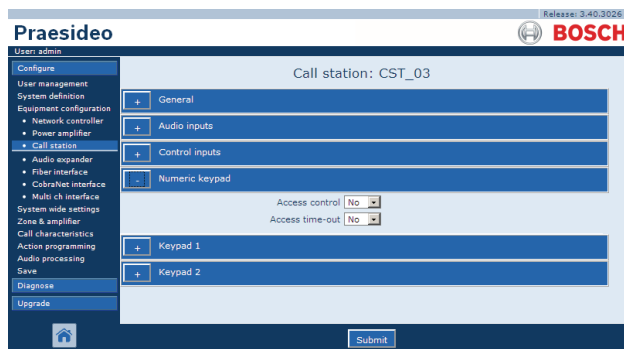 Release: 3.40.3026
Praesideo
BOSCH
User: admin
Configure
User management
System definition
Equipment configuration
• Network controller
• Power amplifier
• Call station
• Audio expander
• Fiber interface
• CobraNet interface
• Multi ch interface
System wide settings
Zone & amplifier
Call characteristics
Action programming
Audio processing
Save
Diagnose
Upgrade
Call station: CST_03
+ General
+ Audio inputs
+ Control inputs
- Numeric keypad
Access control No
Access time-out No
+ Keypad 1
+ Keypad 2
Submit